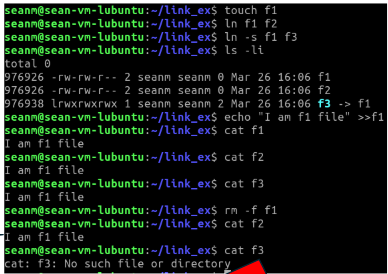 seanm@sean-vm-lubuntu:~/link_ex$ touch f1
seanm@sean-vm-lubuntu:~/link_ex$ ln f1 f2
seanm@sean-vm-lubuntu:~/link_ex$ ln -s f1 f3
seanm@sean-vm-lubuntu:~/link_ex$ ls -li
total 0
976926 -rw-rw-r-- 2 seanm seanm 0 Mar 26 16:06 f1
976926 -rw-rw-r-- 2 seanm seanm 0 Mar 26 16:06 f2
976938 lrwxrwxrwx 1 seanm seanm 2 Mar 26 16:06 f3 -> f1
seanm@sean-vm-lubuntu:~/link_ex$ echo "I am f1 file" >>f1
seanm@sean-vm-lubuntu:~/link_ex$ cat f1
I am f1 file
seanm@sean-vm-lubuntu:~/link_ex$ cat f2
I am f1 file
seanm@sean-vm-lubuntu:~/link_ex$ cat f3
I am f1 file
seanm@sean-vm-lubuntu:~/link_ex$ rm -f f1
seanm@sean-vm-lubuntu:~/link_ex$ cat f2
I am f1 file
seanm@sean-vm-lubuntu:~/link_ex$ cat f3
cat: f3: No such file or directory